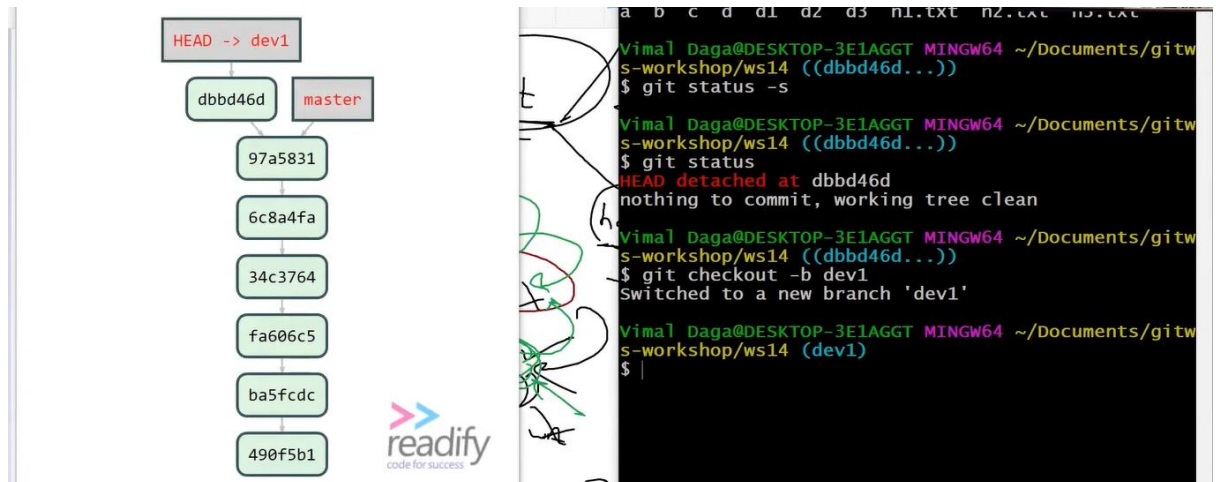 HEAD -> dev1
dbbd46d
master
97a5831
6c8a4fa
34c3764
fa606c5
ba5fcdc
490f5b1
readify
code for success
a b c d d1 d2 d3 n1.txt n2.txt n3.txt
Vimal Daga@DESKTOP-3E1AGGT MINGW64 ~/Documents/gitw
s-workshop/ws14 ((dbbd46d...))
$ git status -s
Vimal Daga@DESKTOP-3E1AGGT MINGW64 ~/Documents/gitw
s-workshop/ws14 ((dbbd46d...))
$ git status
HEAD detached at dbbd46d
nothing to commit, working tree clean
Vimal Daga@DESKTOP-3E1AGGT MINGW64 ~/Documents/gitw
s-workshop/ws14 ((dbbd46d...))
$ git checkout -b dev1
Switched to a new branch 'dev1'
Vimal Daga@DESKTOP-3E1AGGT MINGW64 ~/Documents/gitw
s-workshop/ws14 (dev1)
$